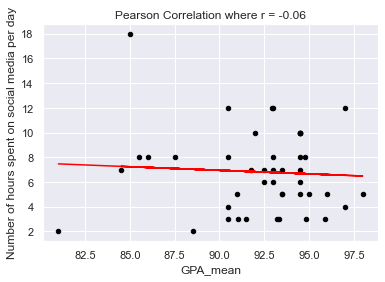 Pearson Correlation where r = -0.06
Number of hours spent on social media per day
18
16
14
12
10
8
6
4
2
82.5 85.0 87.5 90.0 92.5 95.0 97.5
GPA_mean